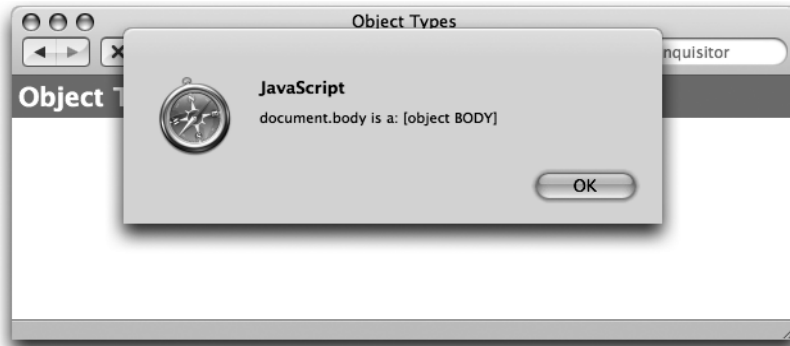 Object Types
nquisitor
Object T
JavaScript
document.body is a: [object BODY]
OK